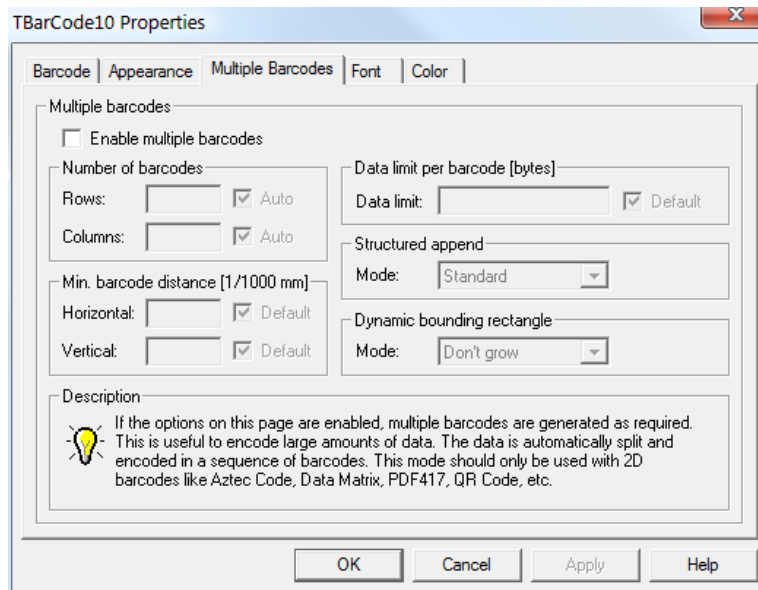 TBarCode10 Properties
Barcode Appearance Multiple Barcodes Font Color
Multiple barcodes
Enable multiple barcodes
Number of barcodes
Rows: Auto
Columns: Auto
Data limit per barcode [bytes]
Data limit: Default
Structured append
Mode: Standard
Min. barcode distance [1/1000 mm]
Horizontal: Default
Vertical: Default
Dynamic bounding rectangle
Mode: Don't grow
Description
If the options on this page are enabled, multiple barcodes are generated as required.
This is useful to encode large amounts of data. The data is automatically split and
encoded in a sequence of barcodes. This mode should only be used with 2D
barcodes like Aztec Code, Data Matrix, PDF417, QR Code, etc.
OK Cancel Apply Help